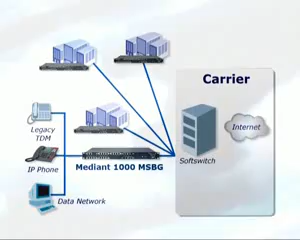 Carrier
Internet
Softswitch
Legacy
TDM
IP Phone
Mediant 1000 MSBG
Data Network